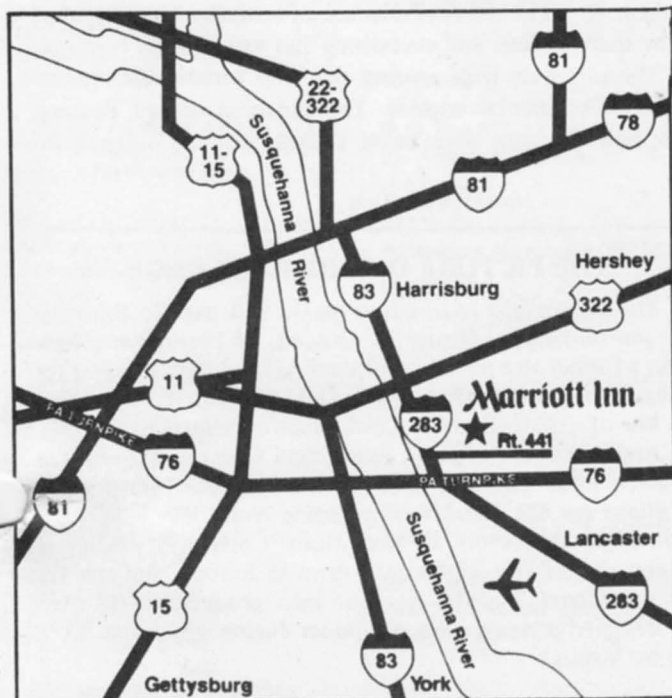 81
22-
322
78
11-
15
81
Susquehanna
River
Hershey
83
Harrisburg
322
11
Marriott Inn
283
Rt. 441
PA.TURNPIKE
76
PA.TURNPIKE
76
81
Lancaster
Susquehanna River
15
283
83
Gettysburg
York